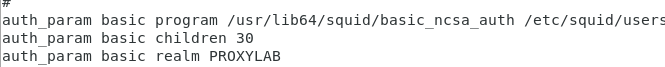 #
auth_param basic program /usr/lib64/squid/basic_ncsa_auth /etc/squid/users
auth_param basic children 30
auth_param basic realm PROXYLAB